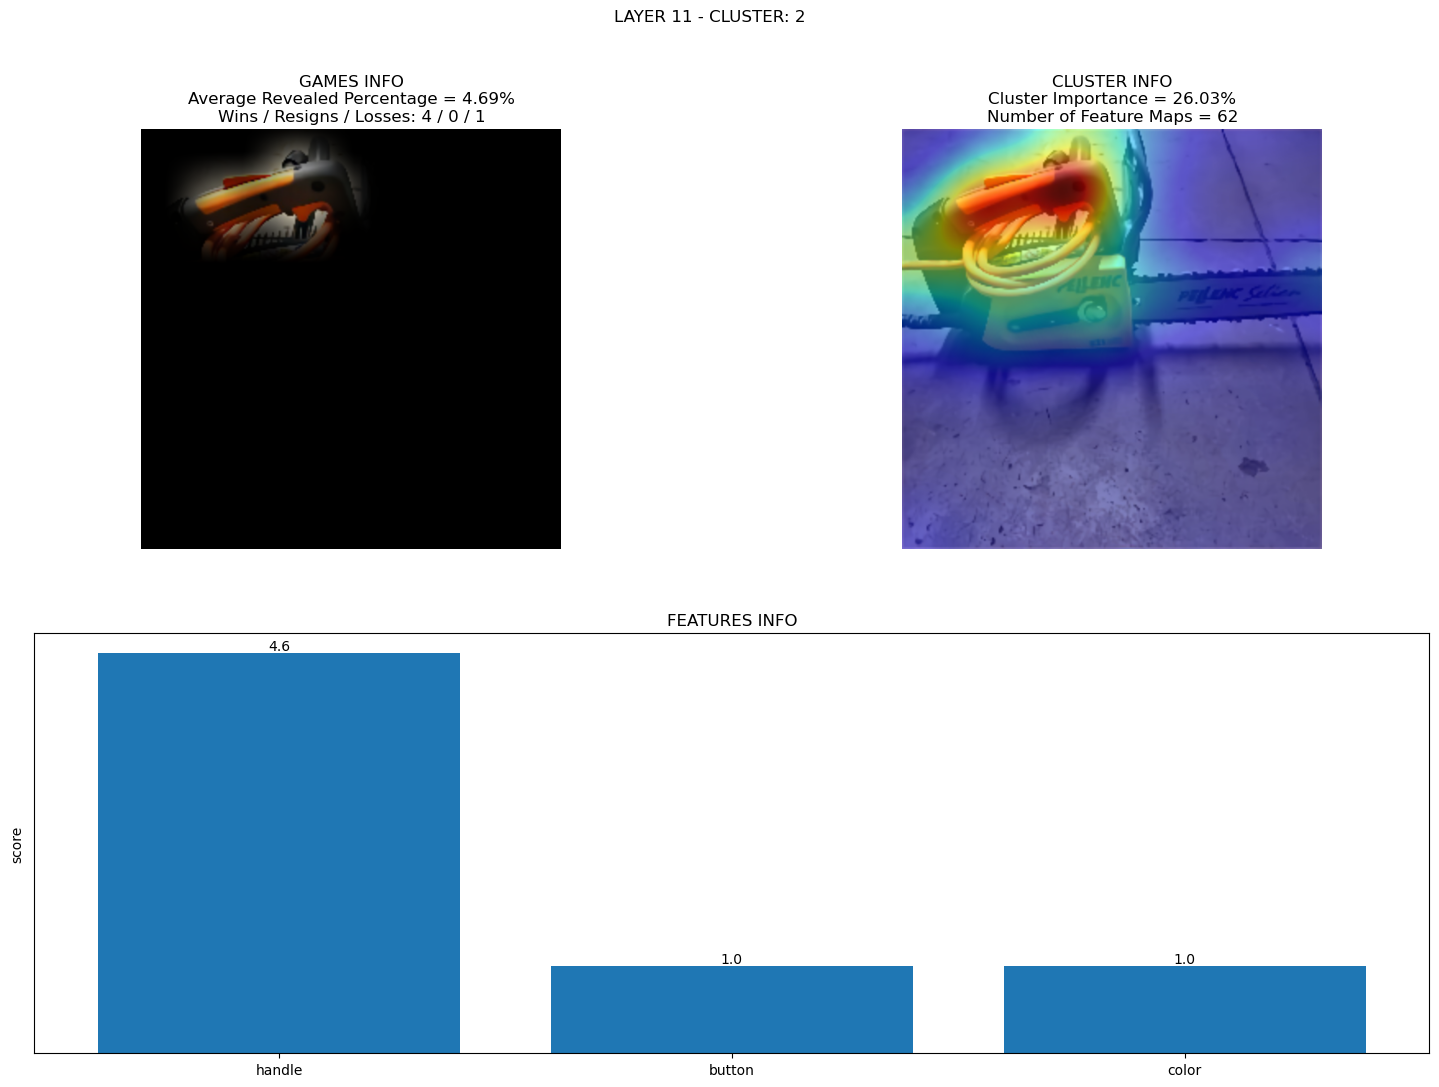 LAYER 11 - CLUSTER: 2
GAMES INFO
Average Revealed Percentage = 4.69%
Wins / Resigns / Losses: 4 / 0 / 1
CLUSTER INFO
Cluster Importance = 26.03%
Number of Feature Maps = 62
PELLENC
PELLENC Selion
FEATURES INFO
score
4.6
1.0
1.0
handle
button
color